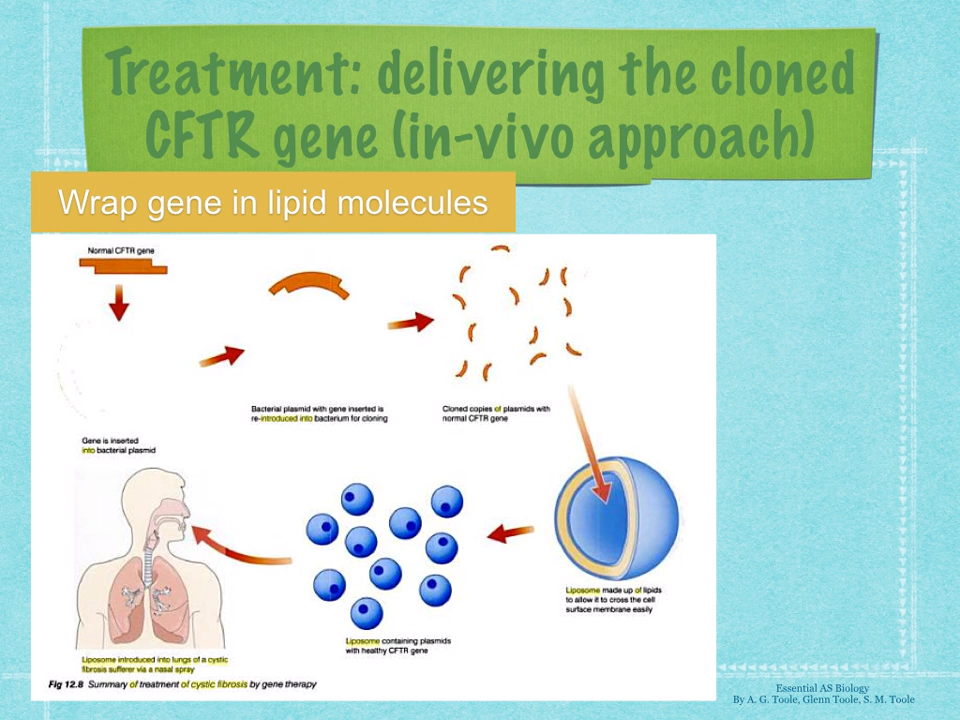 Treatment: delivering the cloned
CFTR gene (in-vivo approach)
Wrap gene in lipid molecules
Normal CFTR gene
Bacterial plasmid with gene inserted is
re-introduced into bacterium for cloning
Cloned copies of plasmids with
normal CFTR gene
Gene is inserted
into bacterial plasmid
Liposome made up of lipids
to allow it to cross the cell
surface membrane easily
Liposome containing plasmids
with healthy CFTR gene
Liposome introduced into lungs of a cystic
fibrosis sufferer via a nasal spray
Fig 12.8 Summary of treatment of cystic fibrosis by gene therapy
Essential AS Biology
By A. G. Toole, Glenn Toole, S. M. Toole